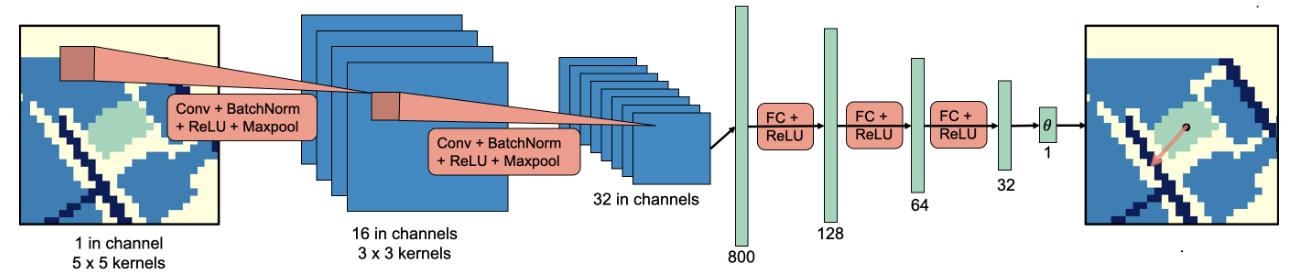 Conv + BatchNorm
+ ReLU + Maxpool
1 in channel
5 x 5 kernels
Conv + BatchNorm
+ ReLU + Maxpool
16 in channels
3 x 3 kernels
32 in channels
800
FC +
ReLU
128
FC +
ReLU
64
FC +
ReLU
32
θ
1